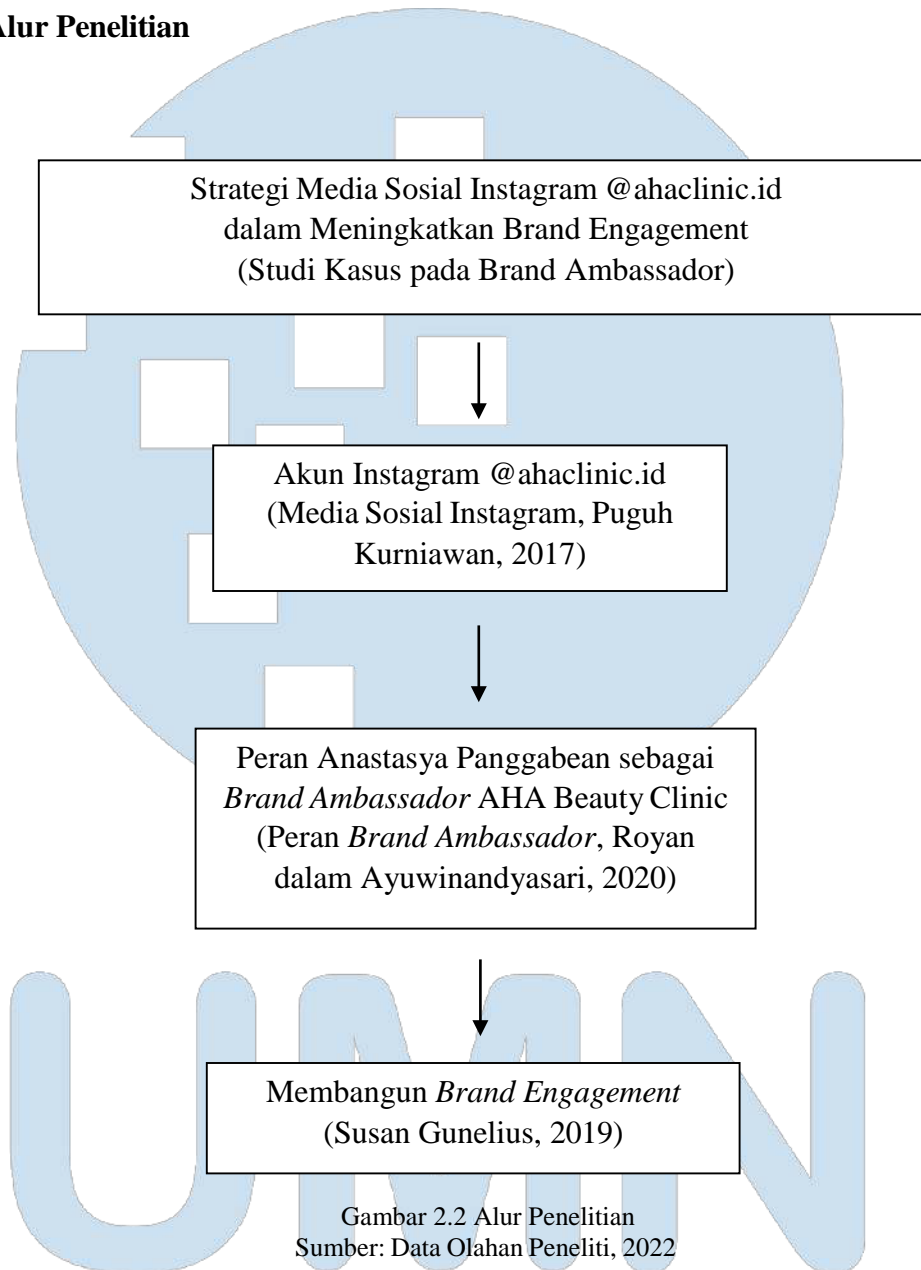 Alur Penelitian
Strategi Media Sosial Instagram @ahaclinic.id
dalam Meningkatkan Brand Engagement
(Studi Kasus pada Brand Ambassador)
Akun Instagram @ahaclinic.id
(Media Sosial Instagram, Puguh
Kurniawan, 2017)
Peran Anastasya Panggabean sebagai
Brand Ambassador AHA Beauty Clinic
(Peran Brand Ambassador, Royan
dalam Ayuwinandyasari, 2020)
Membangun Brand Engagement
(Susan Gunelius, 2019)
UMN
Gambar 2.2 Alur Penelitian
Sumber: Data Olahan Peneliti, 2022